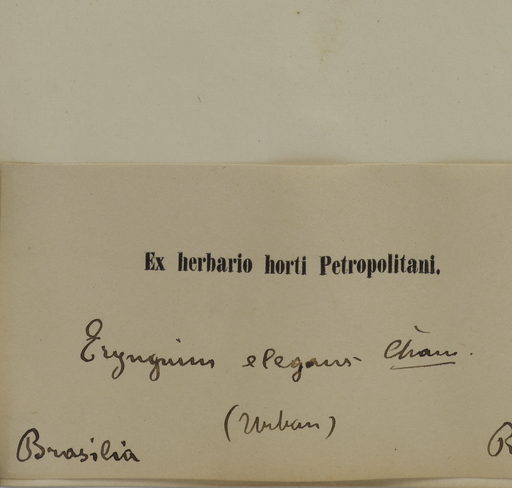 Ex herbario horti Petropolitani.
Eryngium elegans Cham.
(Urban)
Brasilia R